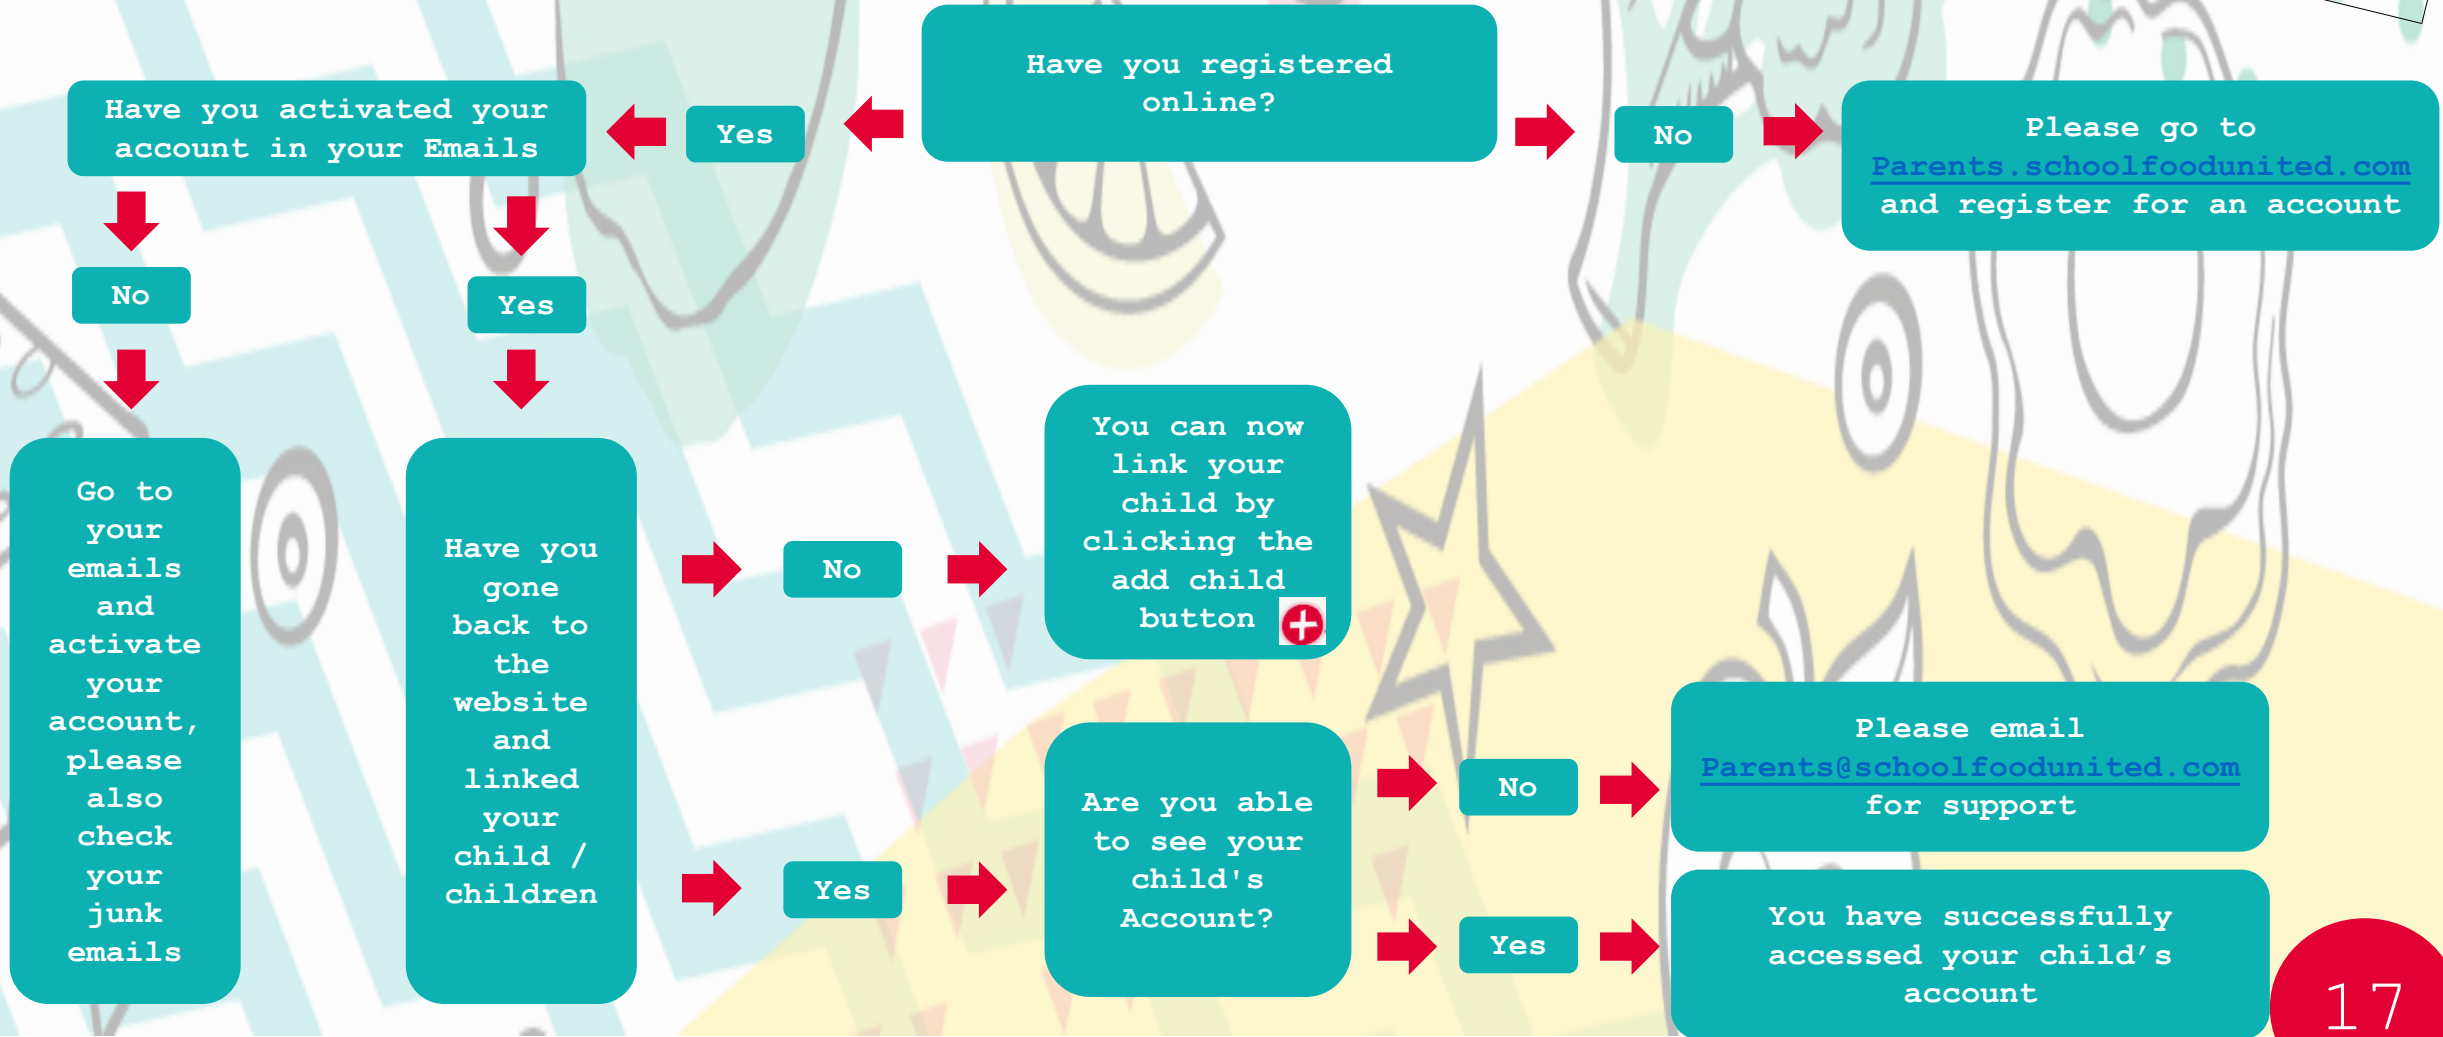 Have you registered
online?
Yes
No
Have you activated your
account in your Emails
Please go to
Parents.schoolfoodunited.com
and register for an account
No
Yes
Go to
your
emails
and
activate
your
account,
please
also
check
your
junk
emails
Have you
gone
back to
the
website
and
linked
your
child /
children
No
You can now
link your
child by
clicking the
add child
button
Yes
Are you able
to see your
child's
Account?
No
Please email
Parents@schoolfoodunited.com
for support
Yes
You have successfully
accessed your child’s
account
17